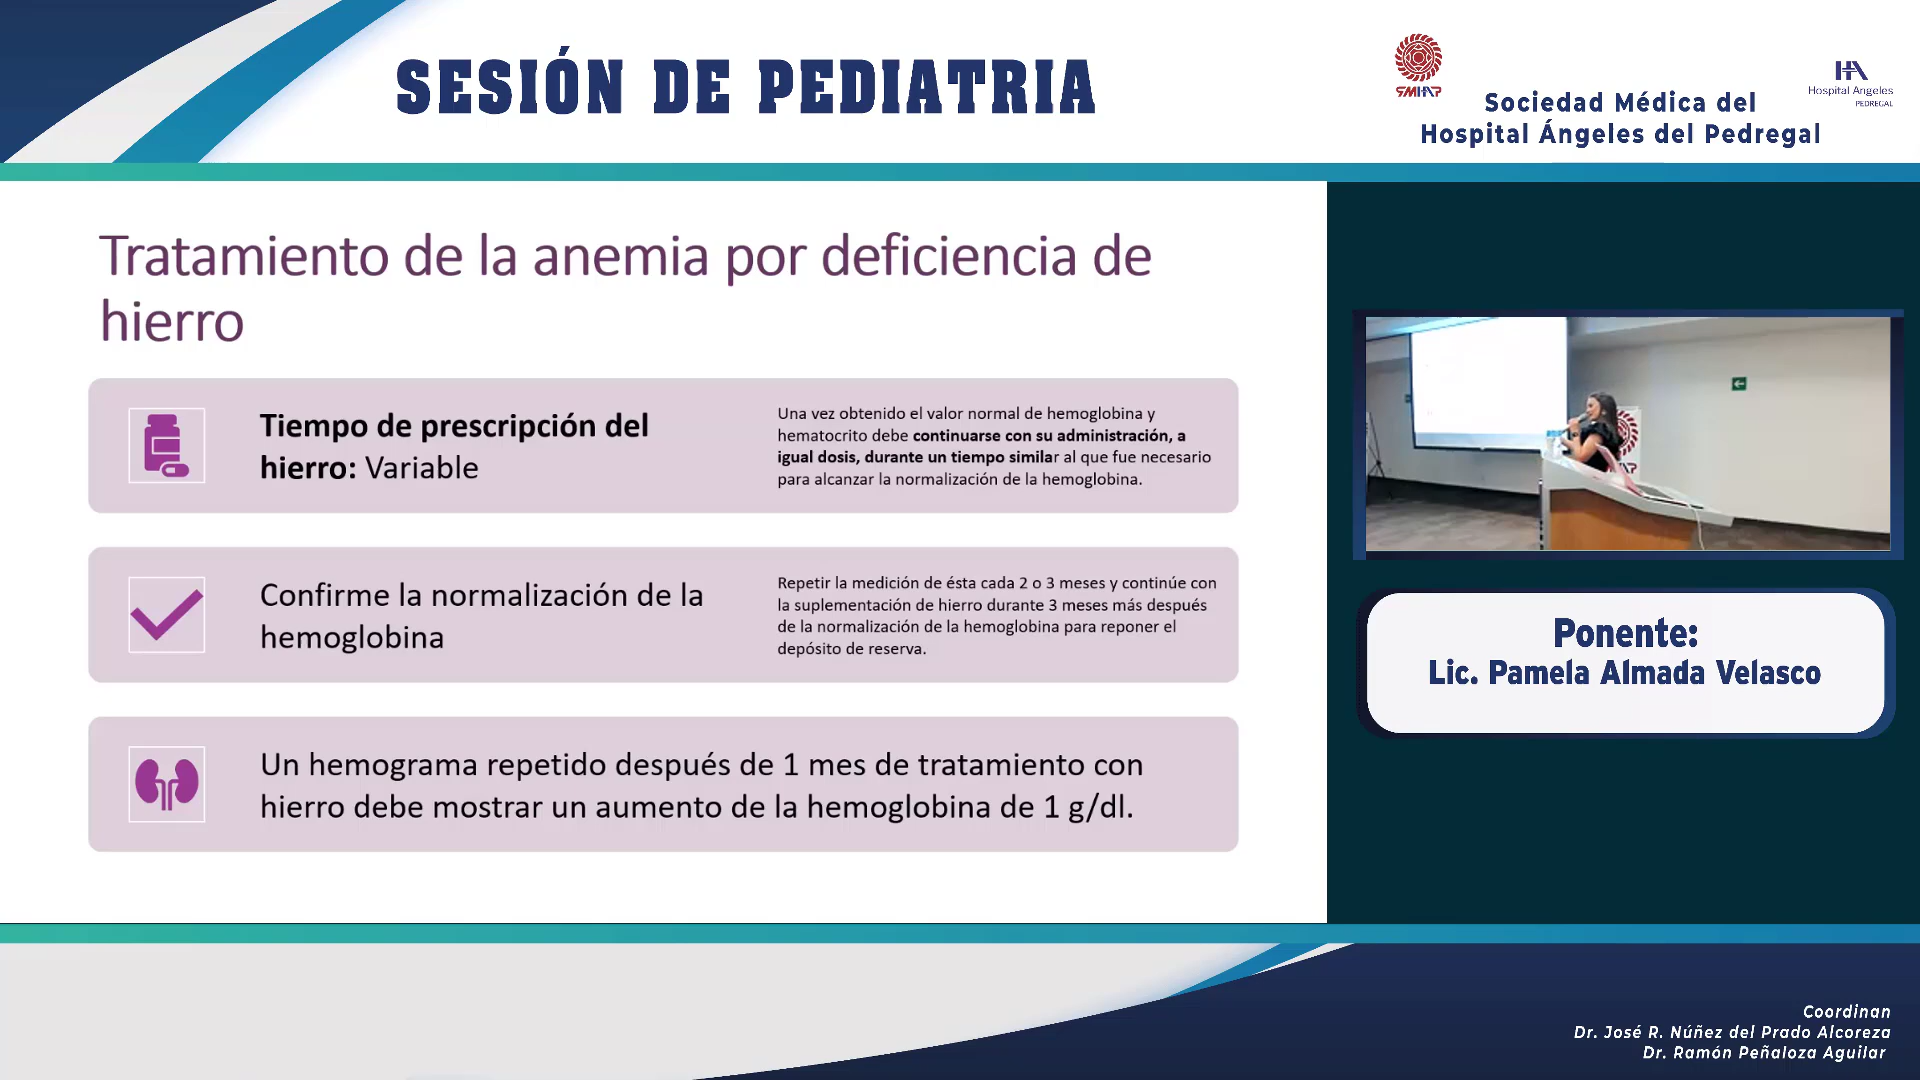 SESIÓN DE PEDIATRIA
SMHAP
Sociedad Médica del
Hospital Ángeles del Pedregal
HA
Hospital Angeles
PEDREGAL
Tratamiento de la anemia por deficiencia de
hierro
Tiempo de prescripción del
hierro: Variable
Una vez obtenido el valor normal de hemoglobina y
hematocrito debe continuarse con su administración, a
igual dosis, durante un tiempo similar al que fue necesario
para alcanzar la normalización de la hemoglobina.
Confirme la normalización de la
hemoglobina
Repetir la medición de ésta cada 2 o 3 meses y continúe con
la suplementación de hierro durante 3 meses más después
de la normalización de la hemoglobina para reponer el
depósito de reserva.
Un hemograma repetido después de 1 mes de tratamiento con
hierro debe mostrar un aumento de la hemoglobina de 1 g/dl.
Ponente:
Lic. Pamela Almada Velasco
Coordinan
Dr. José R. Núñez del Prado Alcoreza
Dr. Ramón Peñaloza Aguilar